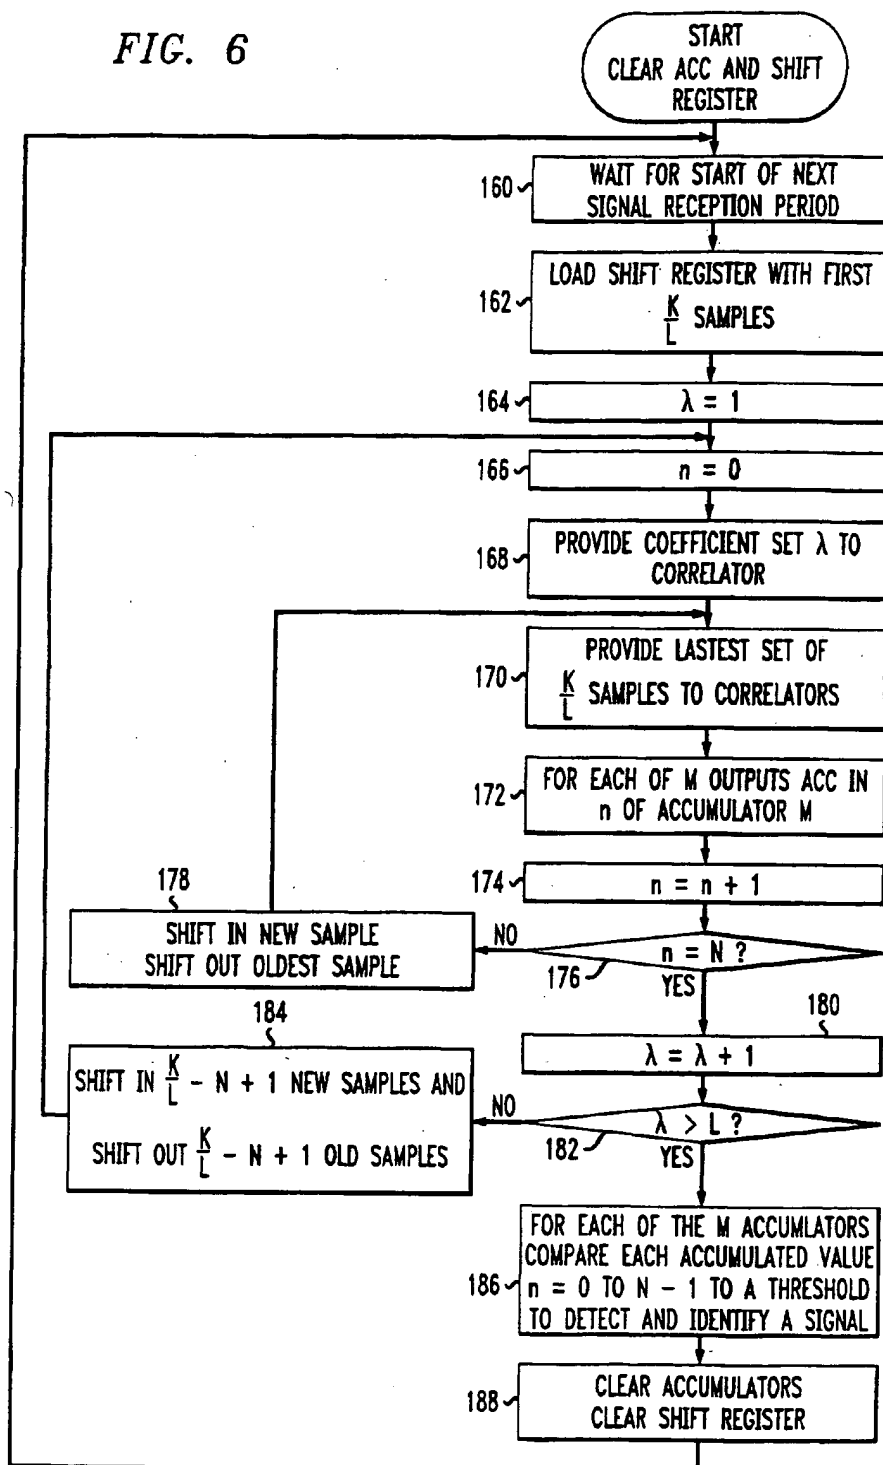 FIG. 6
START
CLEAR ACC AND SHIFT
REGISTER
160
WAIT FOR START OF NEXT
SIGNAL RECEPTION PERIOD
162
LOAD SHIFT REGISTER WITH FIRST
K/L SAMPLES
164
λ = 1
166
n = 0
168
PROVIDE COEFFICIENT SET λ TO
CORRELATOR
170
PROVIDE LASTEST SET OF
K/L SAMPLES TO CORRELATORS
172
FOR EACH OF M OUTPUTS ACC IN
n OF ACCUMULATOR M
174
n = n + 1
178
SHIFT IN NEW SAMPLE
SHIFT OUT OLDEST SAMPLE
NO
n = N ?
176
YES
180
λ = λ + 1
184
SHIFT IN K/L - N + 1 NEW SAMPLES AND
SHIFT OUT K/L - N + 1 OLD SAMPLES
NO
λ > L ?
182
YES
186
FOR EACH OF THE M ACCUMLATORS
COMPARE EACH ACCUMULATED VALUE
n = 0 TO N - 1 TO A THRESHOLD
TO DETECT AND IDENTIFY A SIGNAL
188
CLEAR ACCUMULATORS
CLEAR SHIFT REGISTER